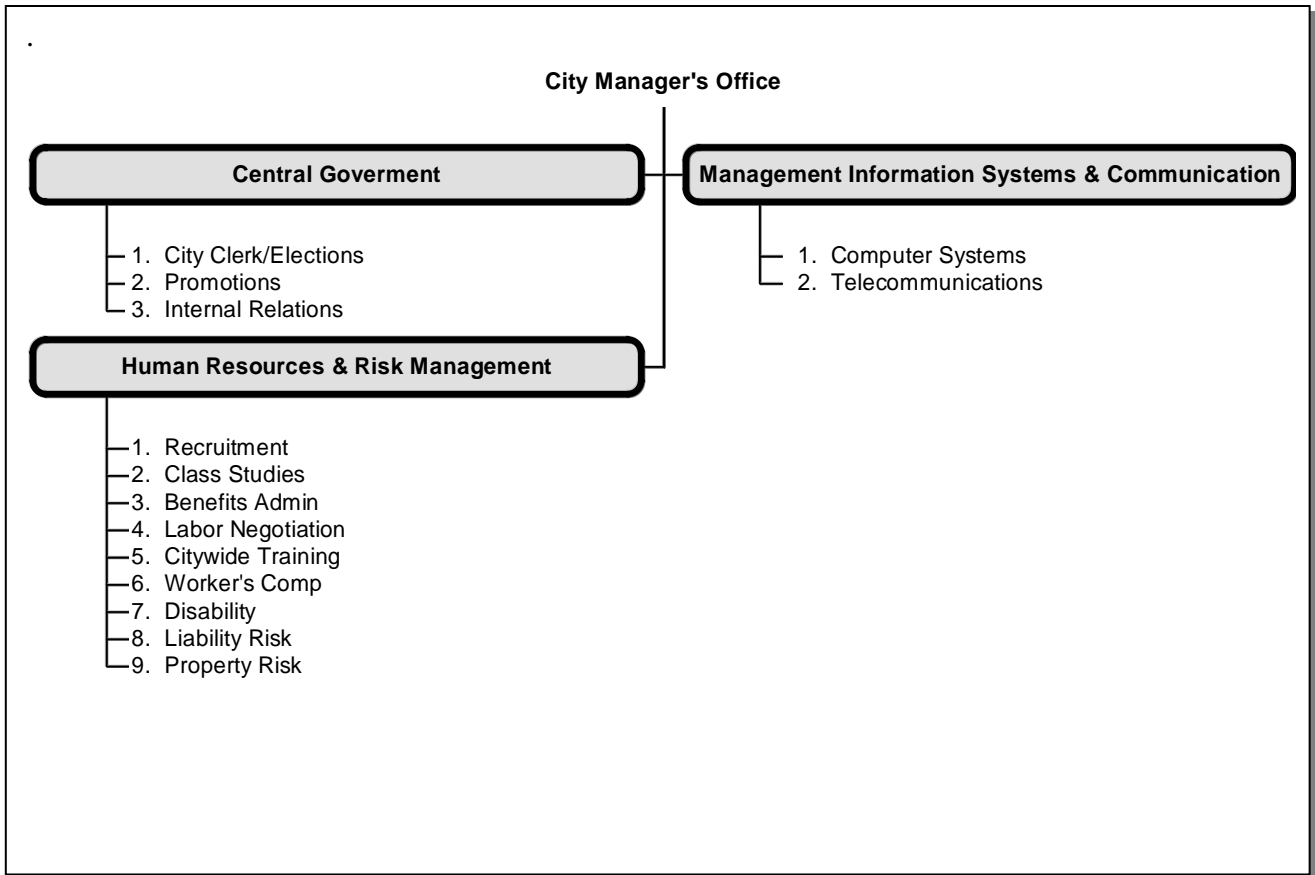 .
City Manager's Office
Central Goverment
1. City Clerk/Elections
2. Promotions
3. Internal Relations
Management Information Systems & Communication
1. Computer Systems
2. Telecommunications
Human Resources & Risk Management
1. Recruitment
2. Class Studies
3. Benefits Admin
4. Labor Negotiation
5. Citywide Training
6. Worker's Comp
7. Disability
8. Liability Risk
9. Property Risk